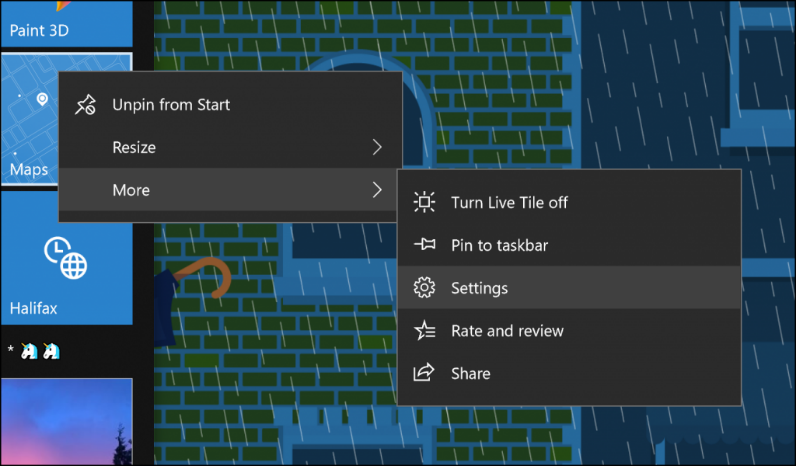 Paint 3D
Maps
Unpin from Start
Resize
More
Turn Live Tile off
Pin to taskbar
Settings
Rate and review
Share
Halifax
* 🦄🦄